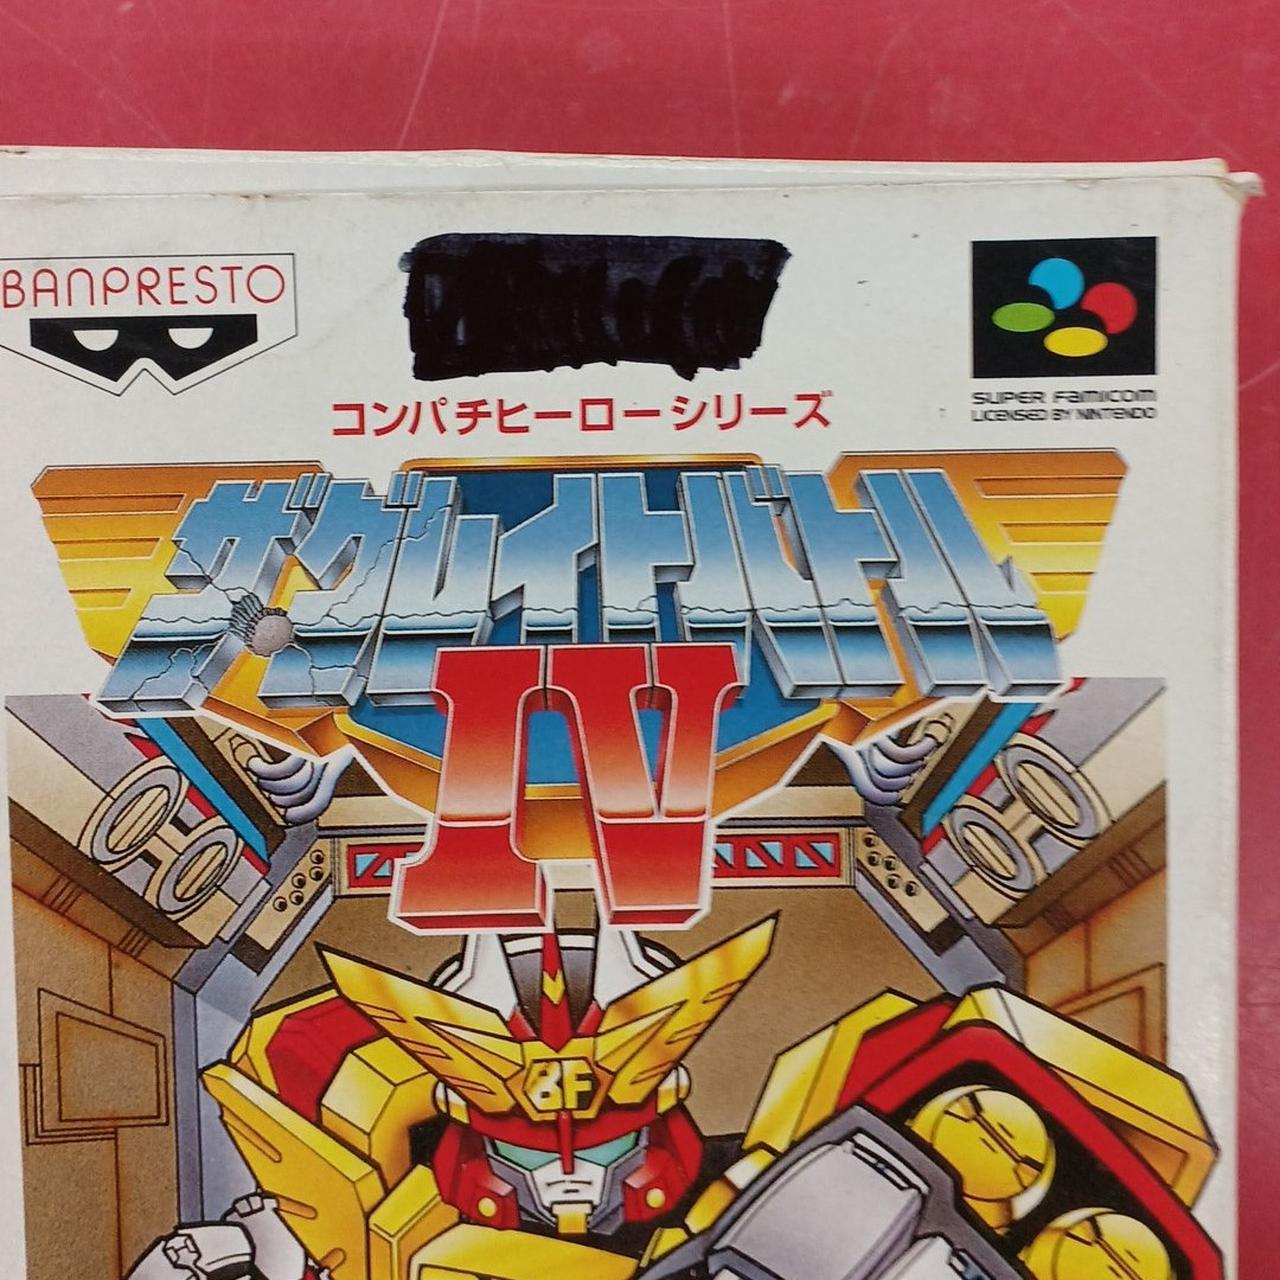 BANPRESTO
コンパチヒーローシリーズ
SUPER FAMICOM
LICENSED BY NINTENDO
ザ・グレイトバトル
IV
BF